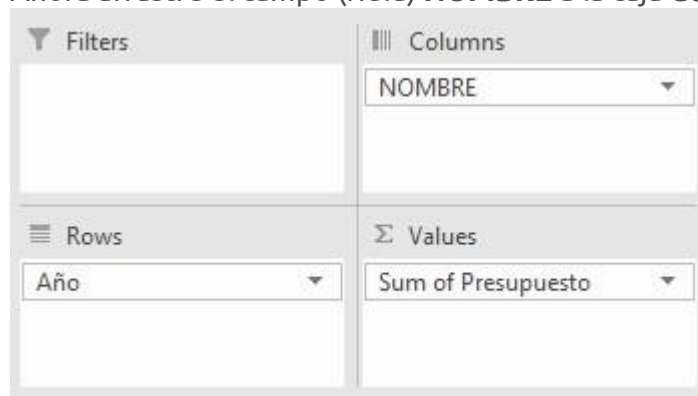 Filters
Columns
NOMBRE
Rows
Σ Values
Año
Sum of Presupuesto